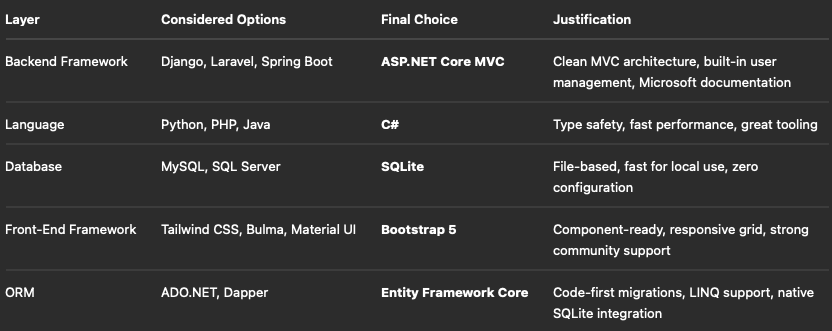 Layer Considered Options Final Choice Justification
Backend Framework Django, Laravel, Spring Boot ASP.NET Core MVC Clean MVC architecture, built-in user
management, Microsoft documentation
Language Python, PHP, Java C# Type safety, fast performance, great tooling
Database MySQL, SQL Server SQLite File-based, fast for local use, zero
configuration
Front-End Framework Tailwind CSS, Bulma, Material UI Bootstrap 5 Component-ready, responsive grid, strong
community support
ORM ADO.NET, Dapper Entity Framework Core Code-first migrations, LINQ support, native
SQLite integration